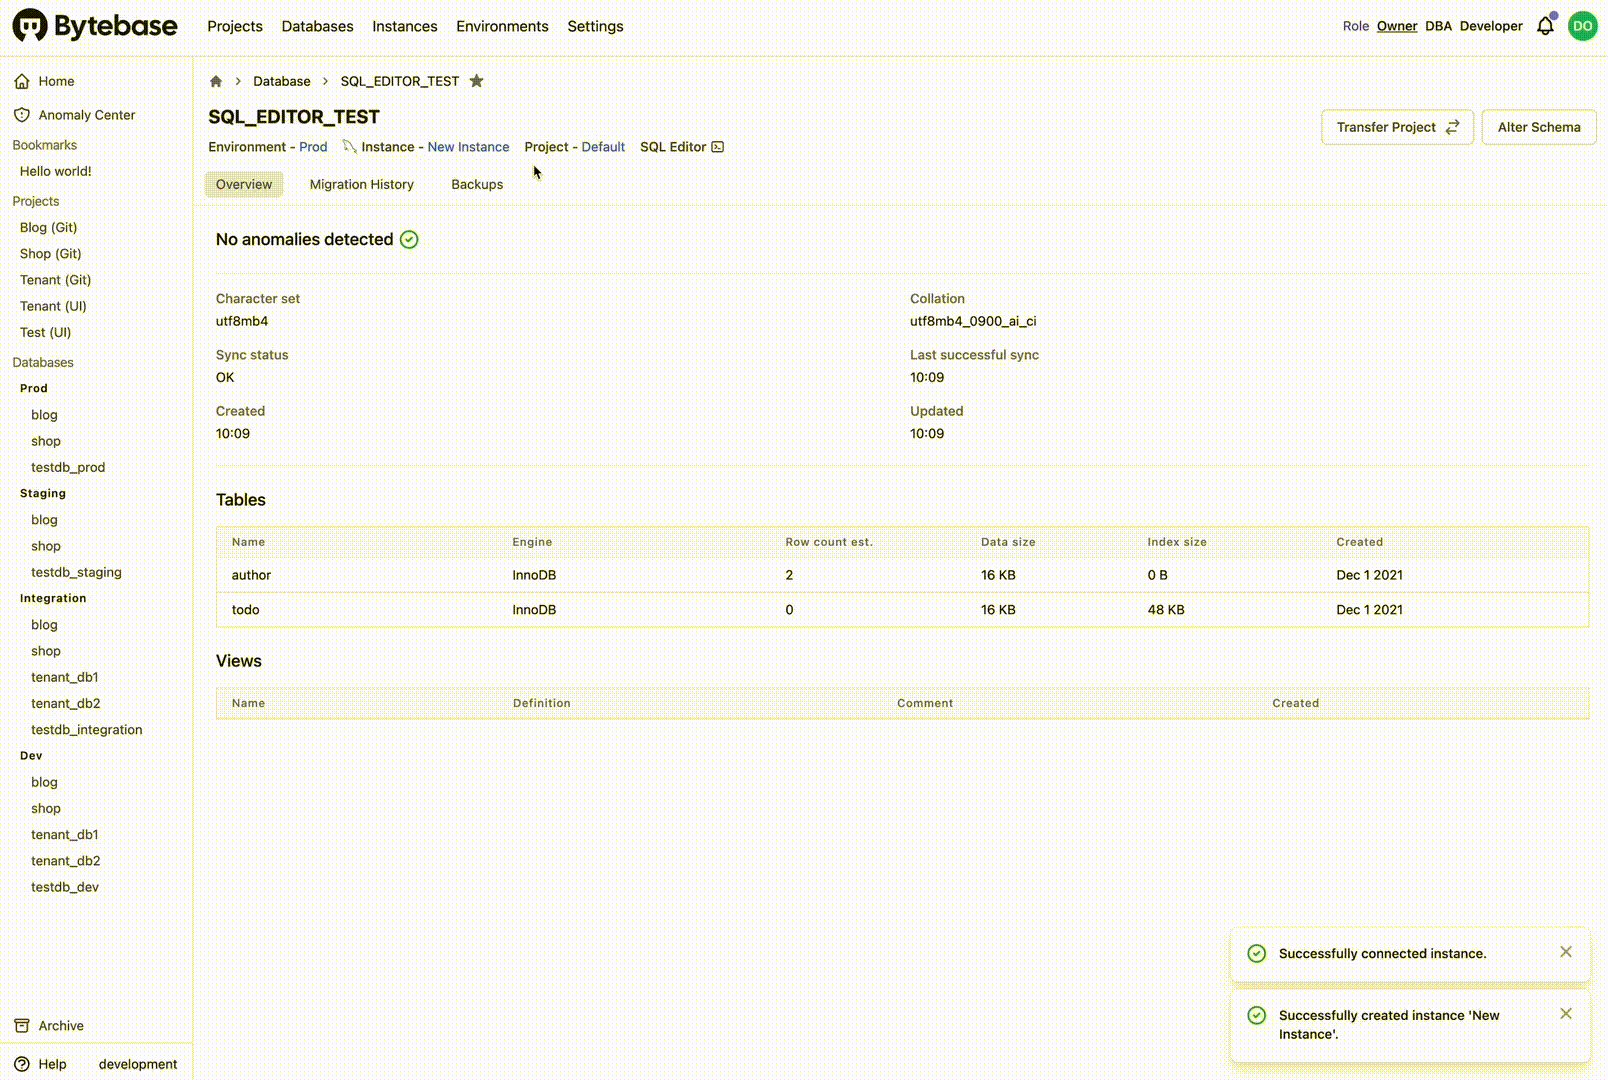 Bytebase
Projects Databases Instances Environments Settings
Role Owner DBA Developer
DO
Home
Anomaly Center
Bookmarks
Hello world!
Projects
Blog (Git)
Shop (Git)
Tenant (Git)
Tenant (UI)
Test (UI)
Databases
Prod
blog
shop
testdb_prod
Staging
blog
shop
testdb_staging
Integration
blog
shop
tenant_db1
tenant_db2
testdb_integration
Dev
blog
shop
tenant_db1
tenant_db2
testdb_dev
Archive
Help development
Database SQL_EDITOR_TEST
SQL_EDITOR_TEST
Environment - Prod Instance - New Instance Project - Default SQL Editor
Transfer Project Alter Schema
Overview Migration History Backups
No anomalies detected
Character set Collation
utf8mb4 utf8mb4_0900_ai_ci
Sync status Last successful sync
OK 10:09
Created Updated
10:09 10:09
Tables
Name Engine Row count est. Data size Index size Created
author InnoDB 2 16 KB 0 B Dec 1 2021
todo InnoDB 0 16 KB 48 KB Dec 1 2021
Views
Name Definition Comment Created
Successfully connected instance.
Successfully created instance 'New
Instance'.